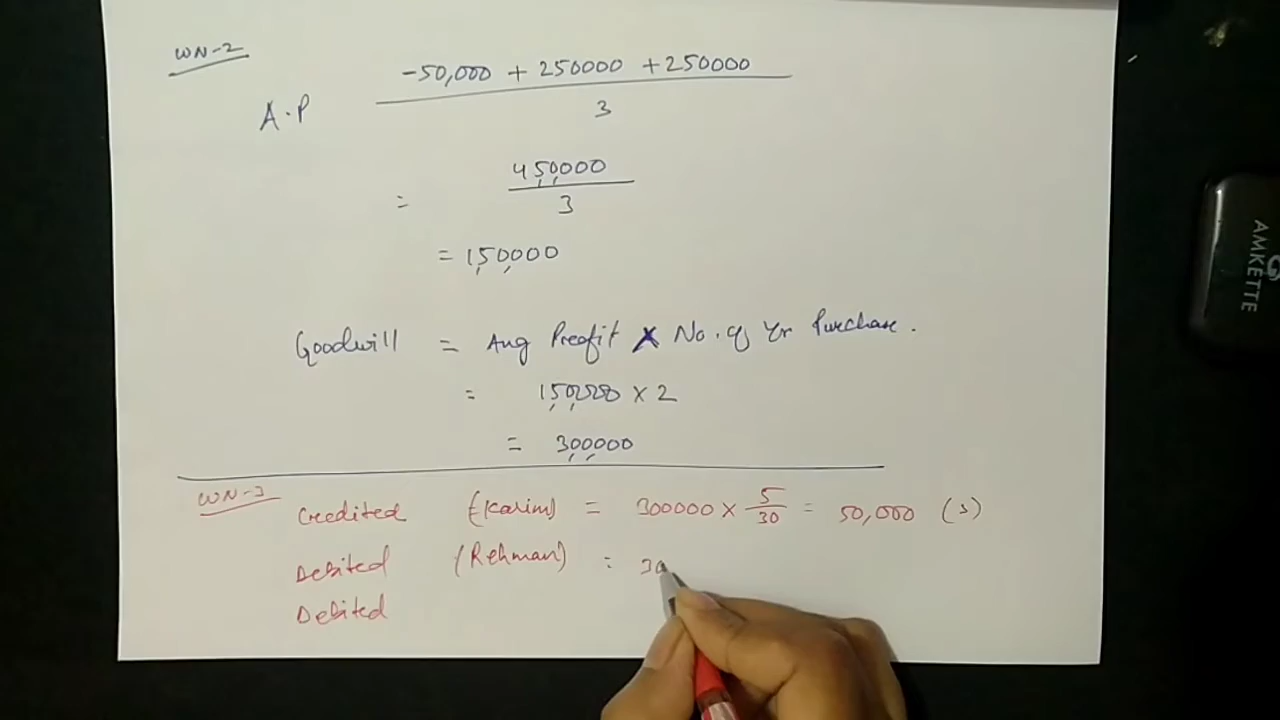 WN-2
-50,000 + 250000 + 250000
A.P 3
450000
= 3
= 150000
Goodwill = Avg Profit X No. of Yr Purchase.
= 150000 x 2
= 300000
WN-3
Credited (Karim) = 300000 x 5/30 = 50,000 (S)
Debited (Rehman) = 30
Debited
AMKETTE